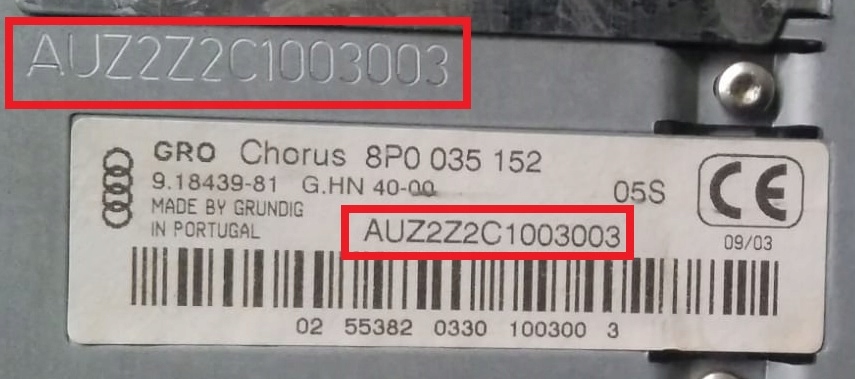 AUZ2Z2C1003003
GRO Chorus 8P0 035 152
9.18439-81 G.HN 40-00 05S
MADE BY GRUNDIG
IN PORTUGAL
AUZ2Z2C1003003
CE
09/03
02 55382 0330 100300 3